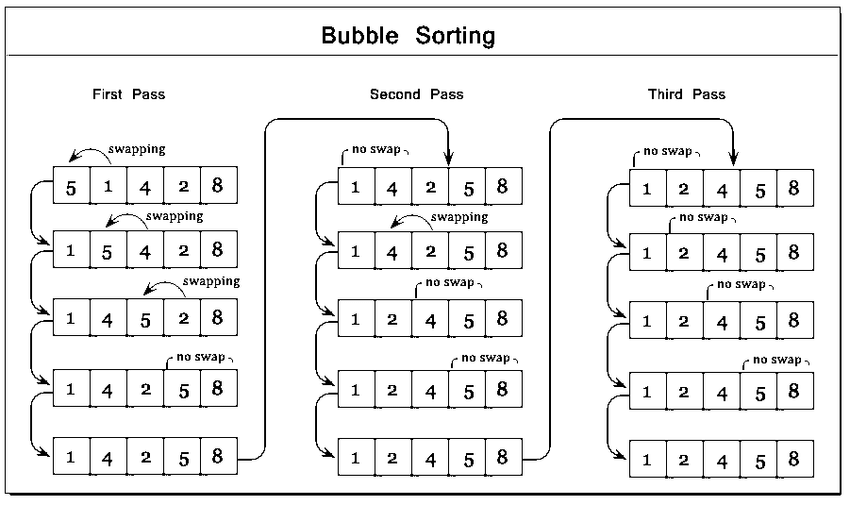 Bubble Sorting
First Pass
swapping
5 1 4 2 8
swapping
1 5 4 2 8
swapping
1 4 5 2 8
no swap
1 4 2 5 8
1 4 2 5 8
Second Pass
no swap
1 4 2 5 8
swapping
1 4 2 5 8
no swap
1 2 4 5 8
no swap
1 2 4 5 8
1 2 4 5 8
Third Pass
no swap
1 2 4 5 8
no swap
1 2 4 5 8
no swap
1 2 4 5 8
no swap
1 2 4 5 8
1 2 4 5 8